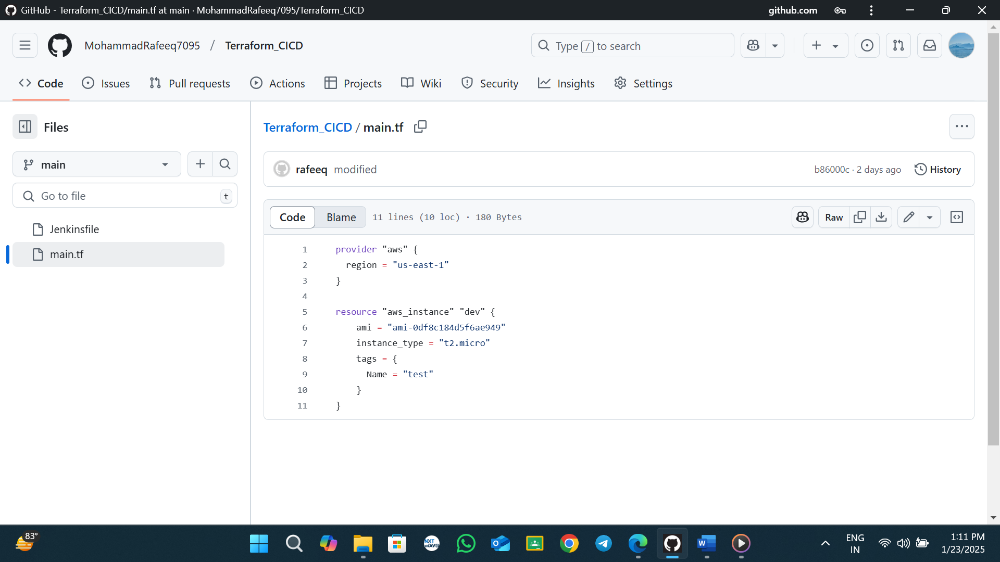 GitHub - Terraform_CICD/main.tf at main · MohammadRafeeq7095/Terraform_CICD
github.com
MohammadRafeeq7095 / Terraform_CICD
Type / to search
Code
Issues
Pull requests
Actions
Projects
Wiki
Security
Insights
Settings
Files
main
Go to file
t
Jenkinsfile
main.tf
Terraform_CICD / main.tf
rafeeq modified
b86000c · 2 days ago
History
Code
Blame
11 lines (10 loc) · 180 Bytes
Raw
1 provider "aws" {
2 region = "us-east-1"
3 }
4
5 resource "aws_instance" "dev" {
6 ami = "ami-0df8c184d5f6ae949"
7 instance_type = "t2.micro"
8 tags = {
9 Name = "test"
10 }
11 }
83°
NXT
WAVE
ENG
IN
1:11 PM
1/23/2025